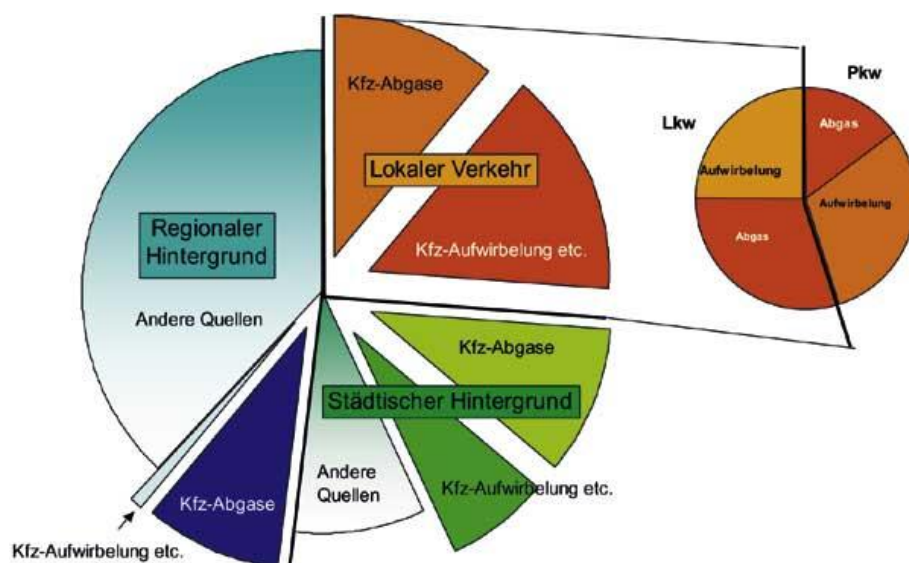 Kfz-Abgase
Lokaler Verkehr
Kfz-Aufwirbelung etc.
Regionaler
Hintergrund
Andere Quellen
Kfz-Abgase
Städtischer Hintergrund
Andere
Quellen
Kfz-Aufwirbelung etc.
Kfz-Abgase
Kfz-Aufwirbelung etc.
Pkw
Lkw
Abgas
Aufwirbelung
Aufwirbelung
Abgas